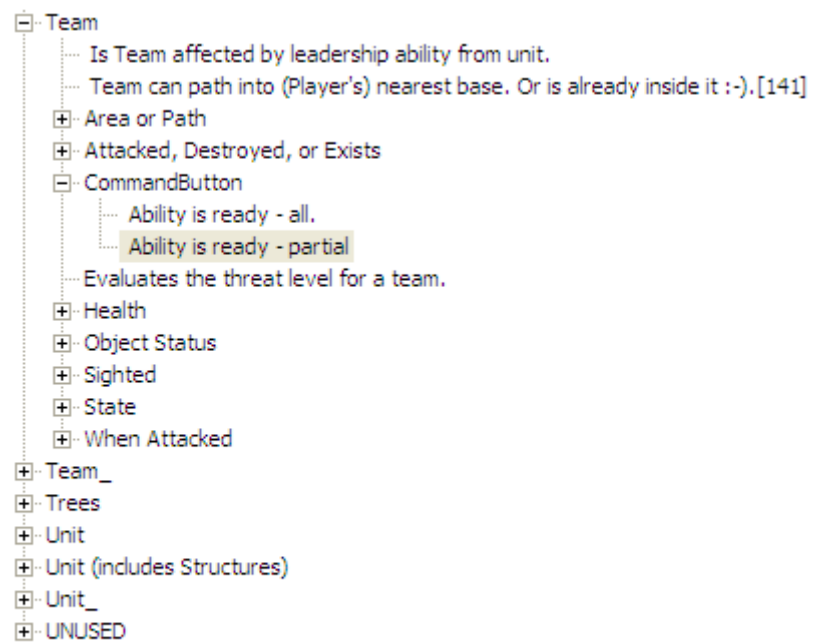 Team
Is Team affected by leadership ability from unit.
Team can path into (Player's) nearest base. Or is already inside it :-).[141]
Area or Path
Attacked, Destroyed, or Exists
CommandButton
Ability is ready - all.
Ability is ready - partial
Evaluates the threat level for a team.
Health
Object Status
Sighted
State
When Attacked
Team_
Trees
Unit
Unit (includes Structures)
Unit_
UNUSED